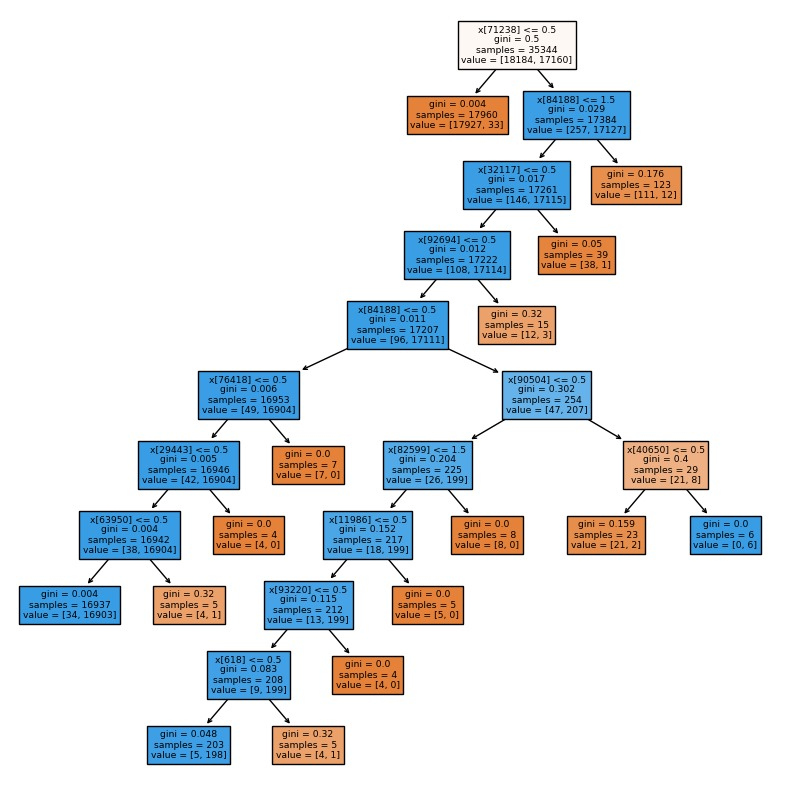 x[71238] <= 0.5
gini = 0.5
samples = 35344
value = [18184, 17160]
gini = 0.004
samples = 17960
value = [17927, 33]
x[84188] <= 1.5
gini = 0.029
samples = 17384
value = [257, 17127]
x[32117] <= 0.5
gini = 0.017
samples = 17261
value = [146, 17115]
gini = 0.176
samples = 123
value = [111, 12]
x[92694] <= 0.5
gini = 0.012
samples = 17222
value = [108, 17114]
gini = 0.05
samples = 39
value = [38, 1]
x[84188] <= 0.5
gini = 0.011
samples = 17207
value = [96, 17111]
gini = 0.32
samples = 15
value = [12, 3]
x[76418] <= 0.5
gini = 0.006
samples = 16953
value = [49, 16904]
x[90504] <= 0.5
gini = 0.302
samples = 254
value = [47, 207]
x[29443] <= 0.5
gini = 0.005
samples = 16946
value = [42, 16904]
gini = 0.0
samples = 7
value = [7, 0]
x[82599] <= 1.5
gini = 0.204
samples = 225
value = [26, 199]
x[40650] <= 0.5
gini = 0.4
samples = 29
value = [21, 8]
x[63950] <= 0.5
gini = 0.004
samples = 16942
value = [38, 16904]
gini = 0.0
samples = 4
value = [4, 0]
x[11986] <= 0.5
gini = 0.152
samples = 217
value = [18, 199]
gini = 0.0
samples = 8
value = [8, 0]
gini = 0.159
samples = 23
value = [21, 2]
gini = 0.0
samples = 6
value = [0, 6]
gini = 0.004
samples = 16937
value = [34, 16903]
gini = 0.32
samples = 5
value = [4, 1]
x[93220] <= 0.5
gini = 0.115
samples = 212
value = [13, 199]
gini = 0.0
samples = 5
value = [5, 0]
x[618] <= 0.5
gini = 0.083
samples = 208
value = [9, 199]
gini = 0.0
samples = 4
value = [4, 0]
gini = 0.048
samples = 203
value = [5, 198]
gini = 0.32
samples = 5
value = [4, 1]